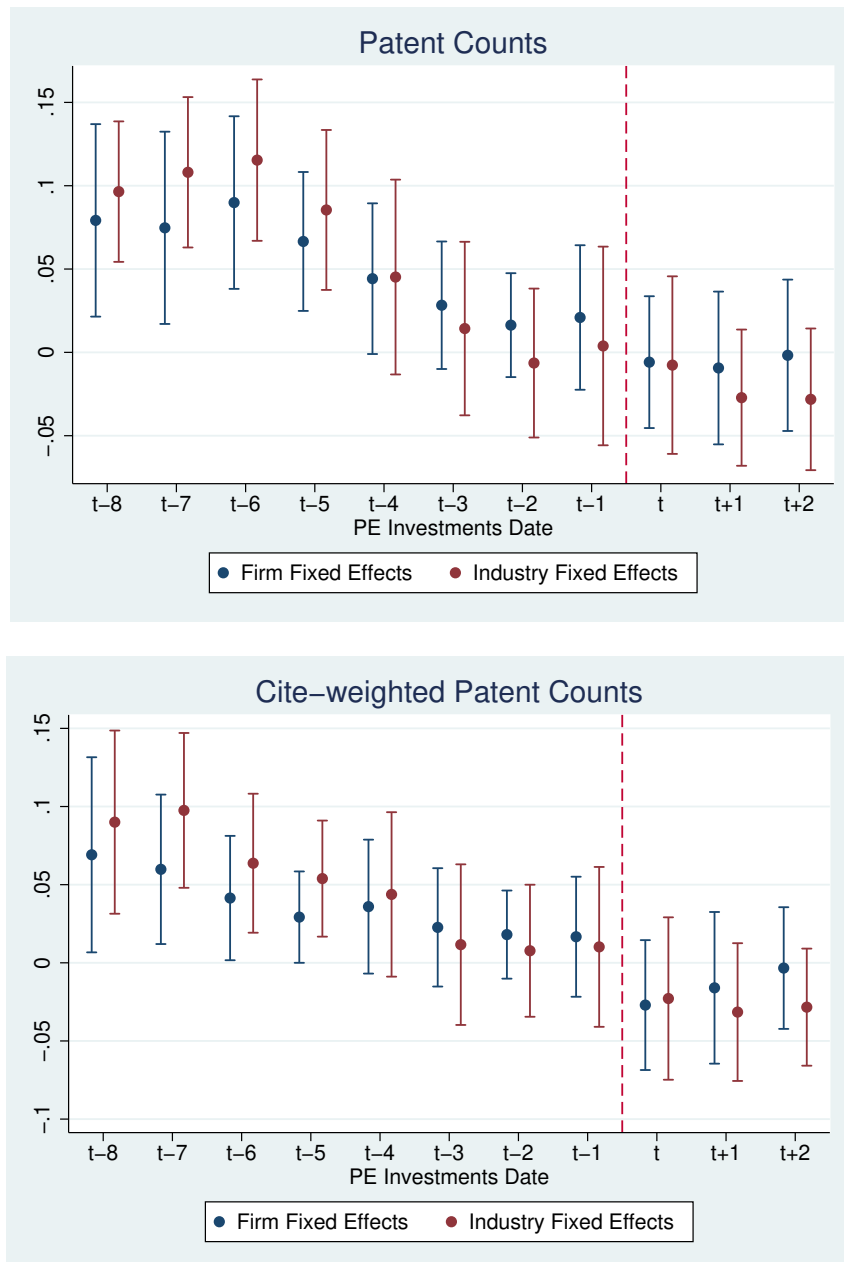 Patent Counts
.15
.1
.05
0
−.05
t−8 t−7 t−6 t−5 t−4 t−3 t−2 t−1 t t+1 t+2
PE Investments Date
Firm Fixed Effects Industry Fixed Effects
Cite−weighted Patent Counts
.15
.1
.05
0
−.05
−.1
t−8 t−7 t−6 t−5 t−4 t−3 t−2 t−1 t t+1 t+2
PE Investments Date
Firm Fixed Effects Industry Fixed Effects